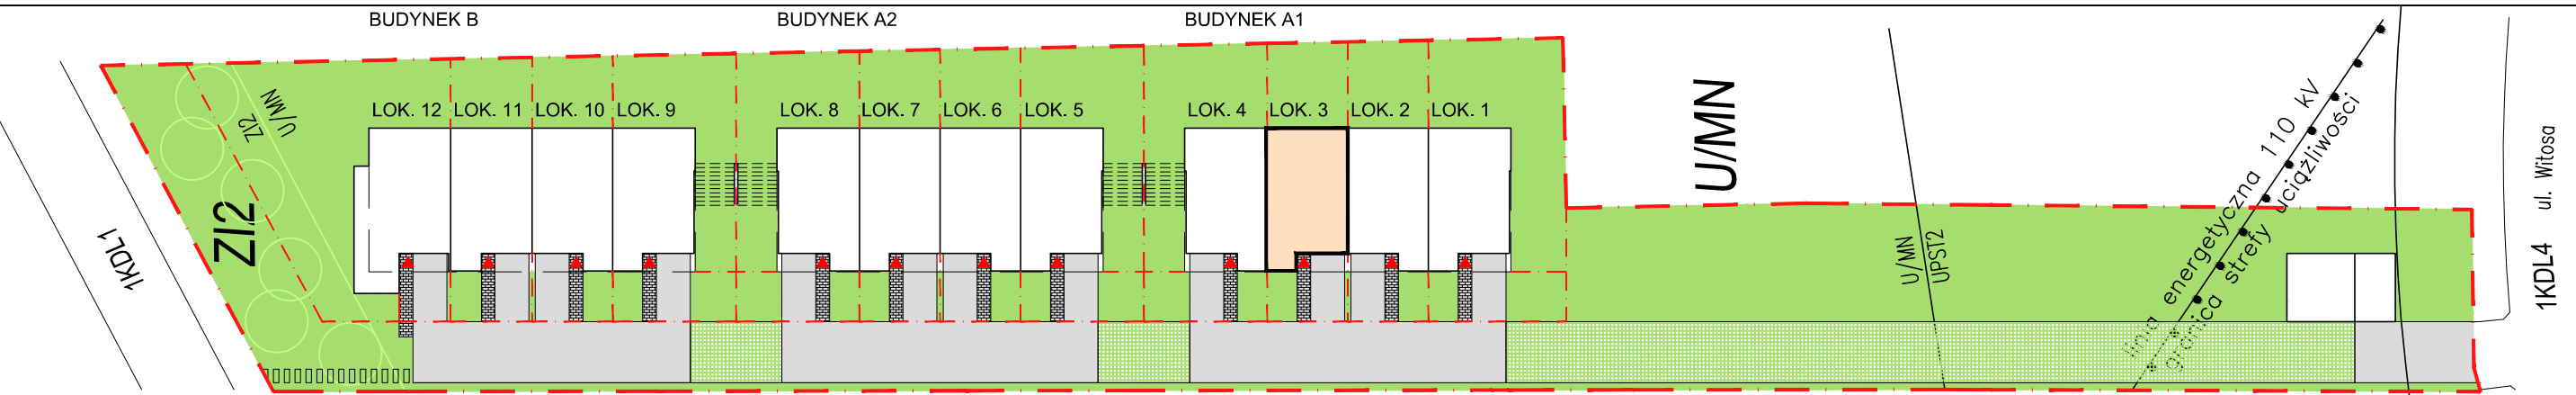 BUDYNEK B
BUDYNEK A2
BUDYNEK A1
LOK. 12
LOK. 11
LOK. 10
LOK. 9
LOK. 8
LOK. 7
LOK. 6
LOK. 5
LOK. 4
LOK. 3
LOK. 2
LOK. 1
U/MN
ZI2
ZI2
1KDL1
U/MN
U/MN
UPST2
linia energetyczna 110 kV
granica strefy uciążliwości
ul. Witosa
1KDL4